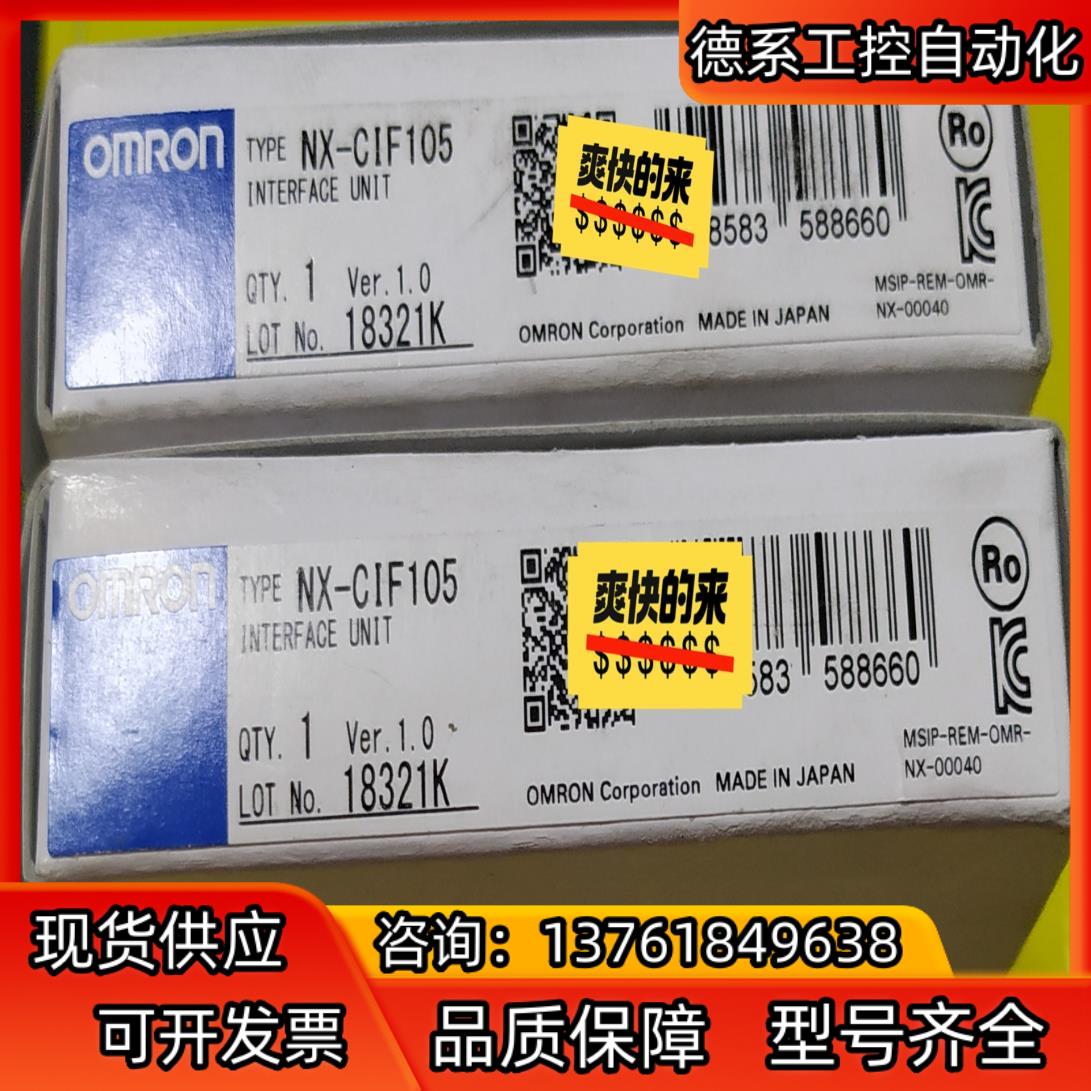 德系工控自动化
OMRON
TYPE NX-CIF105
INTERFACE UNIT
QTY. 1 Ver.1.0
LOT No. 18321K
爽快的来
$$$$$$
8583 588660
Ro
MSIP-REM-OMR-
NX-00040
OMRON Corporation MADE IN JAPAN
OMRON
TYPE NX-CIF105
INTERFACE UNIT
QTY. 1 Ver.1.0
LOT No. 18321K
爽快的来
$$$$$$
583 588660
Ro
MSIP-REM-OMR-
NX-00040
OMRON Corporation MADE IN JAPAN
现货供应
咨询：13761849638
可开发票 品质保障 型号齐全